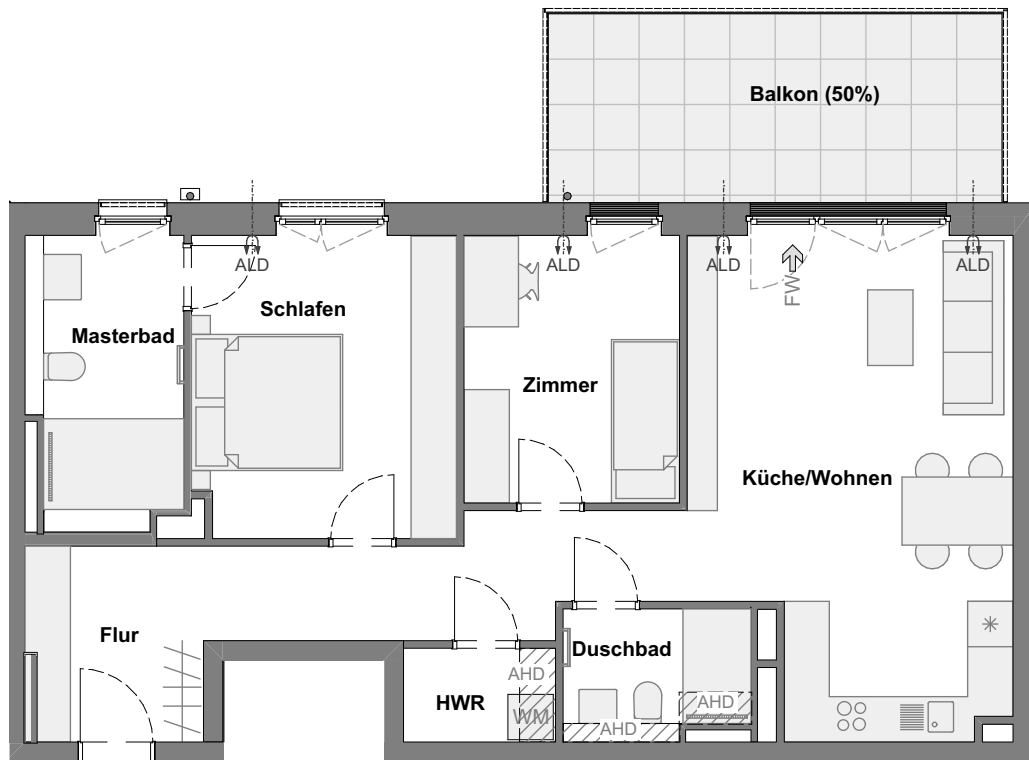 Balkon (50%)
ALD
ALD
ALD
ALD
FW
Schlafen
Masterbad
Zimmer
Küche/Wohnen
Flur
Duschbad
AHD
HWR
AHD
WM
AHD